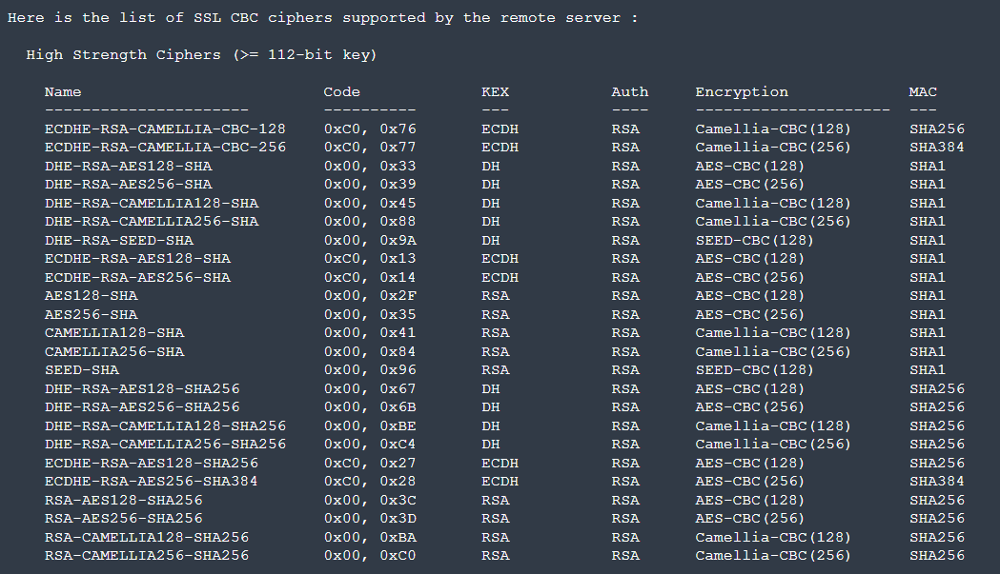 Here is the list of SSL CBC ciphers supported by the remote server :
High Strength Ciphers (>= 112-bit key)
Name Code KEX Auth Encryption MAC
---------------------- ---------- --- ---- --------------------- ---
ECDHE-RSA-CAMELLIA-CBC-128 0xC0, 0x76 ECDH RSA Camellia-CBC(128) SHA256
ECDHE-RSA-CAMELLIA-CBC-256 0xC0, 0x77 ECDH RSA Camellia-CBC(256) SHA384
DHE-RSA-AES128-SHA 0x00, 0x33 DH RSA AES-CBC(128) SHA1
DHE-RSA-AES256-SHA 0x00, 0x39 DH RSA AES-CBC(256) SHA1
DHE-RSA-CAMELLIA128-SHA 0x00, 0x45 DH RSA Camellia-CBC(128) SHA1
DHE-RSA-CAMELLIA256-SHA 0x00, 0x88 DH RSA Camellia-CBC(256) SHA1
DHE-RSA-SEED-SHA 0x00, 0x9A DH RSA SEED-CBC(128) SHA1
ECDHE-RSA-AES128-SHA 0xC0, 0x13 ECDH RSA AES-CBC(128) SHA1
ECDHE-RSA-AES256-SHA 0xC0, 0x14 ECDH RSA AES-CBC(256) SHA1
AES128-SHA 0x00, 0x2F RSA RSA AES-CBC(128) SHA1
AES256-SHA 0x00, 0x35 RSA RSA AES-CBC(256) SHA1
CAMELLIA128-SHA 0x00, 0x41 RSA RSA Camellia-CBC(128) SHA1
CAMELLIA256-SHA 0x00, 0x84 RSA RSA Camellia-CBC(256) SHA1
SEED-SHA 0x00, 0x96 RSA RSA SEED-CBC(128) SHA1
DHE-RSA-AES128-SHA256 0x00, 0x67 DH RSA AES-CBC(128) SHA256
DHE-RSA-AES256-SHA256 0x00, 0x6B DH RSA AES-CBC(256) SHA256
DHE-RSA-CAMELLIA128-SHA256 0x00, 0xBE DH RSA Camellia-CBC(128) SHA256
DHE-RSA-CAMELLIA256-SHA256 0x00, 0xC4 DH RSA Camellia-CBC(256) SHA256
ECDHE-RSA-AES128-SHA256 0xC0, 0x27 ECDH RSA AES-CBC(128) SHA256
ECDHE-RSA-AES256-SHA384 0xC0, 0x28 ECDH RSA AES-CBC(256) SHA384
RSA-AES128-SHA256 0x00, 0x3C RSA RSA AES-CBC(128) SHA256
RSA-AES256-SHA256 0x00, 0x3D RSA RSA AES-CBC(256) SHA256
RSA-CAMELLIA128-SHA256 0x00, 0xBA RSA RSA Camellia-CBC(128) SHA256
RSA-CAMELLIA256-SHA256 0x00, 0xC0 RSA RSA Camellia-CBC(256) SHA256